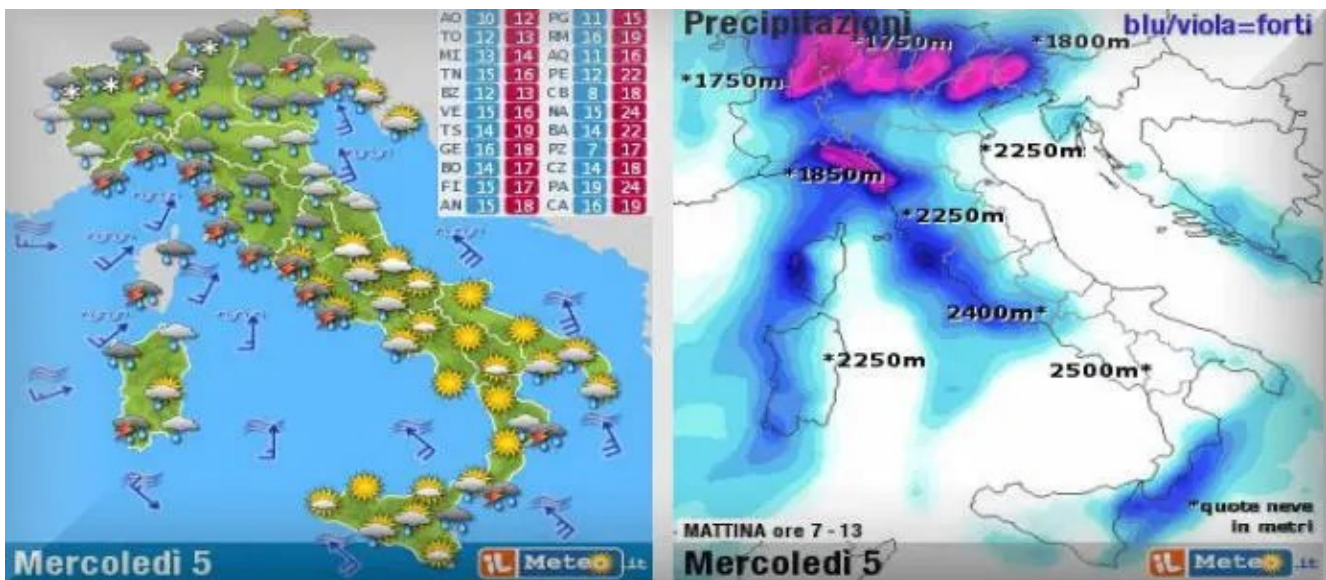 AO 10 12 PG 11 15
TO 12 13 RM 16 19
MI 13 14 AQ 11 16
TN 15 16 PE 12 22
BZ 12 13 CB 8 18
VE 15 16 NA 15 24
TS 14 19 BA 14 22
GE 16 18 PZ 7 17
BO 14 17 CZ 14 18
FI 15 17 PA 19 24
AN 15 18 CA 16 19
Mercoledì 5
iL Meteo.it
Precipitazioni
blu/viola=forti
*1750m
*1800m
*1750m
*2250m
*1850m
*2250m
2400m*
*2250m
2500m*
*quote neve
in metri
MATTINA ore 7 - 13
Mercoledì 5
iL Meteo.it